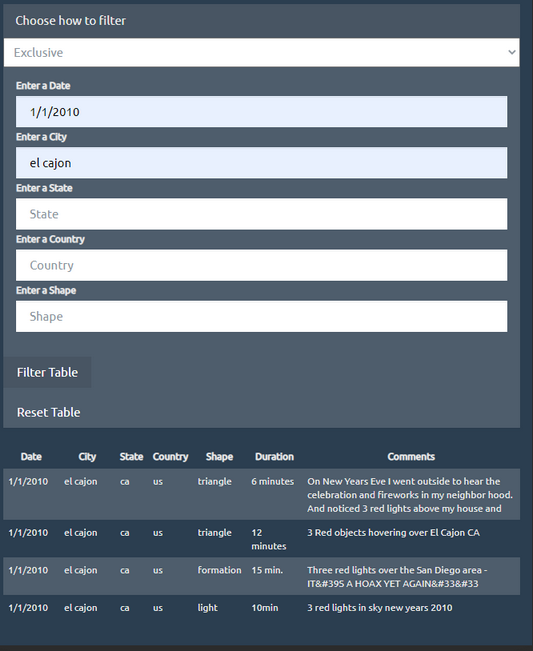 Choose how to filter
Exclusive
Enter a Date
1/1/2010
Enter a City
el cajon
Enter a State
State
Enter a Country
Country
Enter a Shape
Shape
Filter Table
Reset Table
Date City State Country Shape Duration Comments
1/1/2010 el cajon ca us triangle 6 minutes On New Years Eve I went outside to hear the
celebration and fireworks in my neighbor hood.
And noticed 3 red lights above my house and
1/1/2010 el cajon ca us triangle 12 3 Red objects hovering over El Cajon CA
minutes
1/1/2010 el cajon ca us formation 15 min. Three red lights over the San Diego area -
IT&#395 A HOAX YET AGAIN&#33&#33
1/1/2010 el cajon ca us light 10min 3 red lights in sky new years 2010